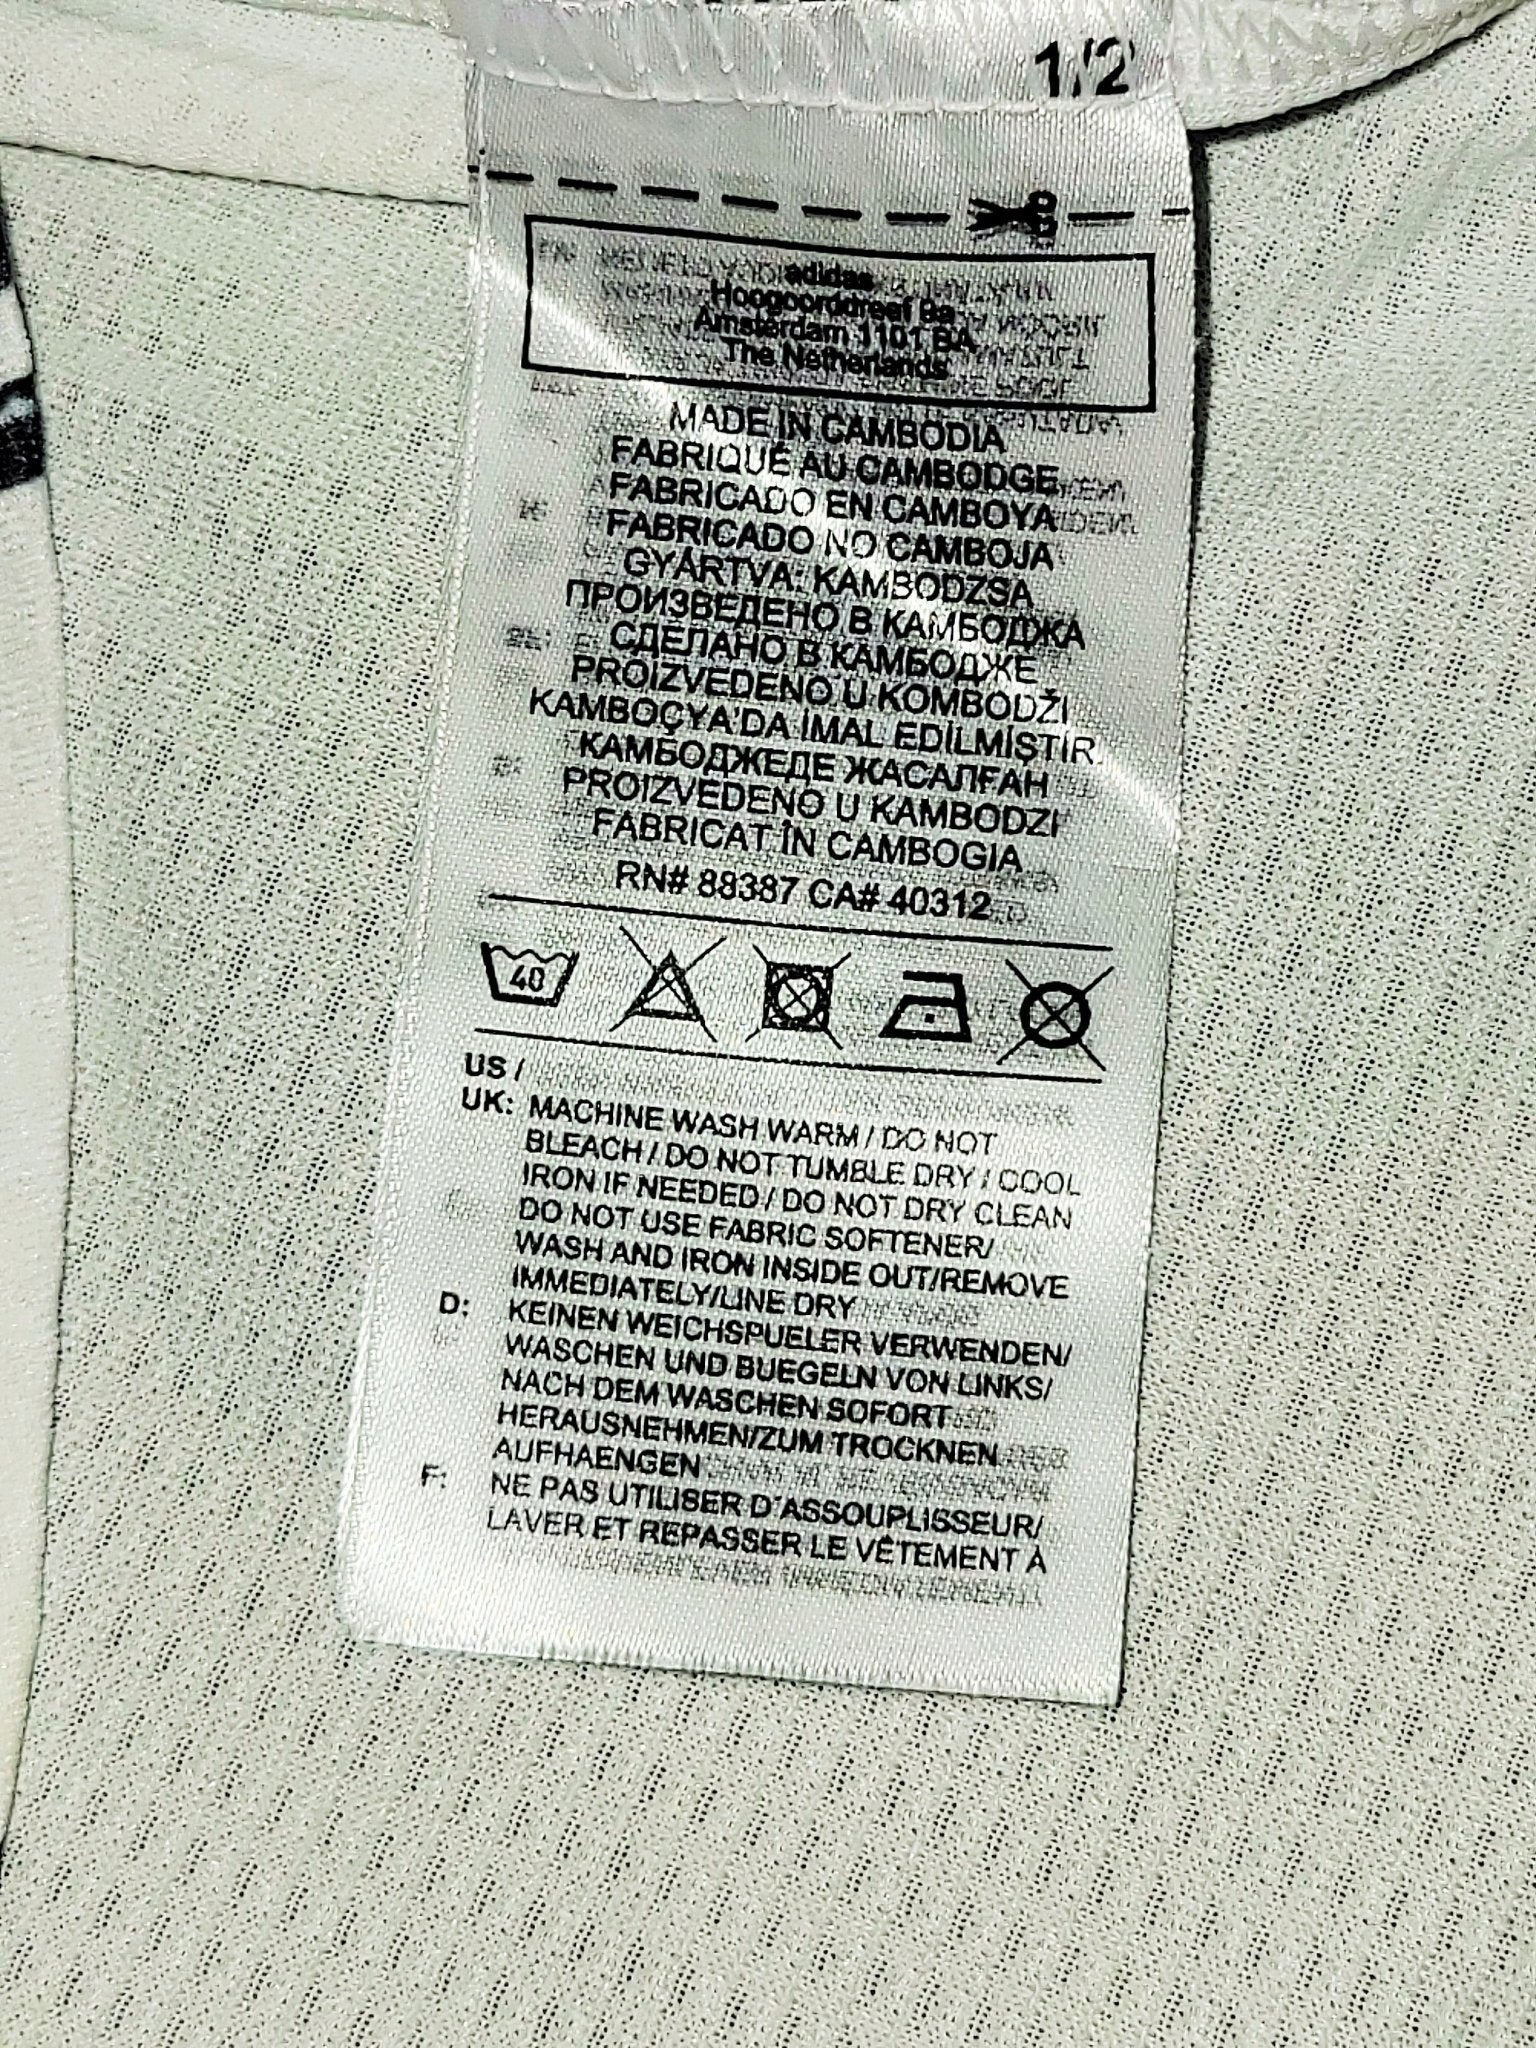 1/2
adidas
Hoogoorddreef 9a
Amsterdam 1101 BA
The Netherlands
MADE IN CAMBODIA
FABRIQUÉ AU CAMBODGE
FABRICADO EN CAMBOYA
FABRICADO NO CAMBOJA
GYÁRTVA: KAMBODZSA
ПРОИЗВЕДЕНО В КАМБОДЖА
СДЕЛАНО В КАМБОДЖЕ
PROIZVEDENO U KOMBODŽI
KAMBOÇYA'DA İMAL EDİLMİŞTİR
КАМБОДЖЕДЕ ЖАСАЛҒАН
PROIZVEDENO U KAMBODZI
FABRICAT ÎN CAMBOGIA
RN# 88387 CA# 40312
40
US /
UK: MACHINE WASH WARM / DO NOT
BLEACH / DO NOT TUMBLE DRY / COOL
IRON IF NEEDED / DO NOT DRY CLEAN
DO NOT USE FABRIC SOFTENER/
WASH AND IRON INSIDE OUT/REMOVE
IMMEDIATELY/LINE DRY
D: KEINEN WEICHSPUELER VERWENDEN/
WASCHEN UND BUEGELN VON LINKS/
NACH DEM WASCHEN SOFORT
HERAUSNEHMEN/ZUM TROCKNEN
AUFHAENGEN
F: NE PAS UTILISER D'ASSOUPLISSEUR/
LAVER ET REPASSER LE VÊTEMENT À